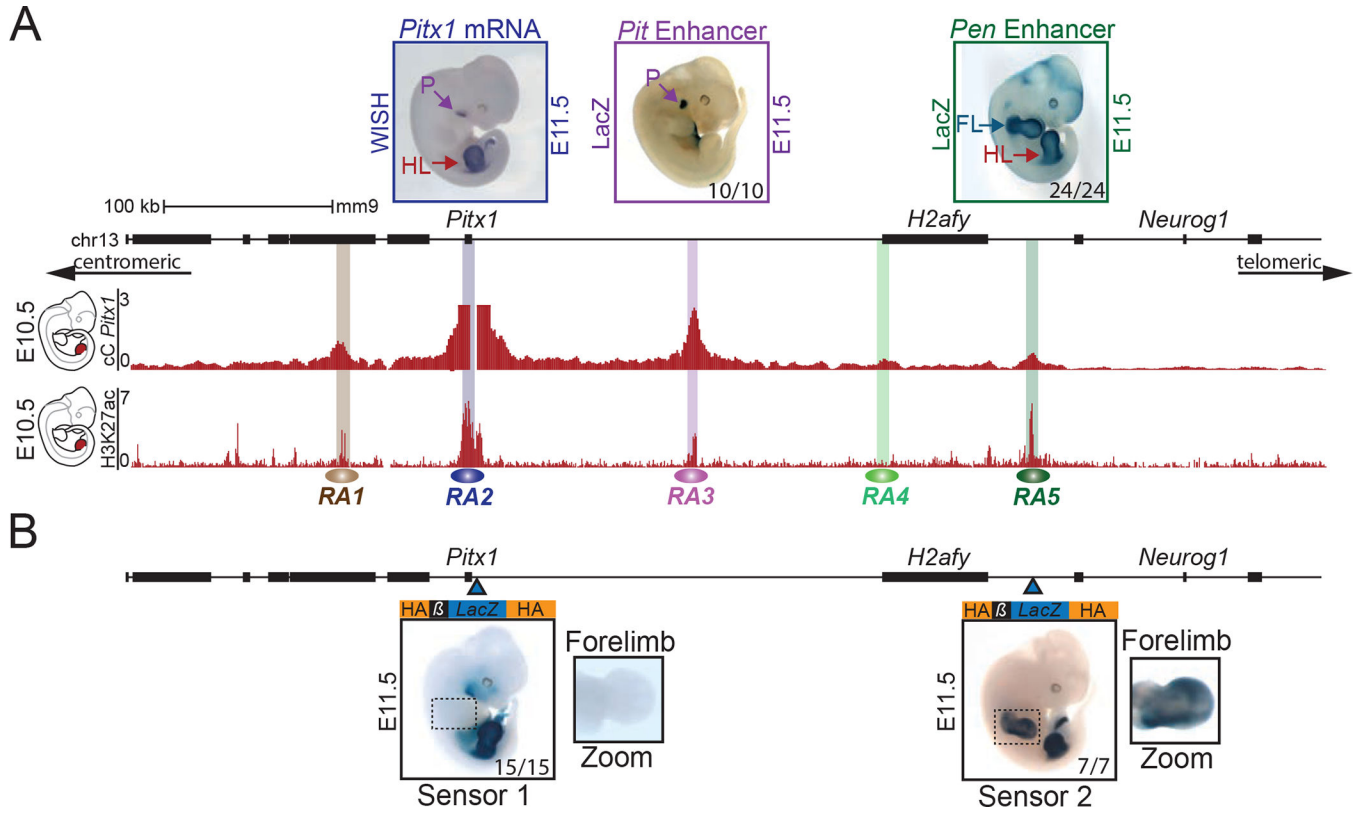 A
Pitx1 mRNA
Pit Enhancer
Pen Enhancer
WISH
P
HL
E11.5
LacZ
P
10/10
E11.5
LacZ
FL
HL
24/24
E11.5
100 kb
mm9
Pitx1
H2afy
Neurog1
chr13
centromeric
telomeric
E10.5
cC Pitx1
3
0
E10.5
H3K27ac
7
0
RA1
RA2
RA3
RA4
RA5
B
Pitx1
H2afy
Neurog1
HA ß LacZ HA
HA ß LacZ HA
E11.5
15/15
Forelimb
Zoom
Sensor 1
E11.5
7/7
Forelimb
Zoom
Sensor 2